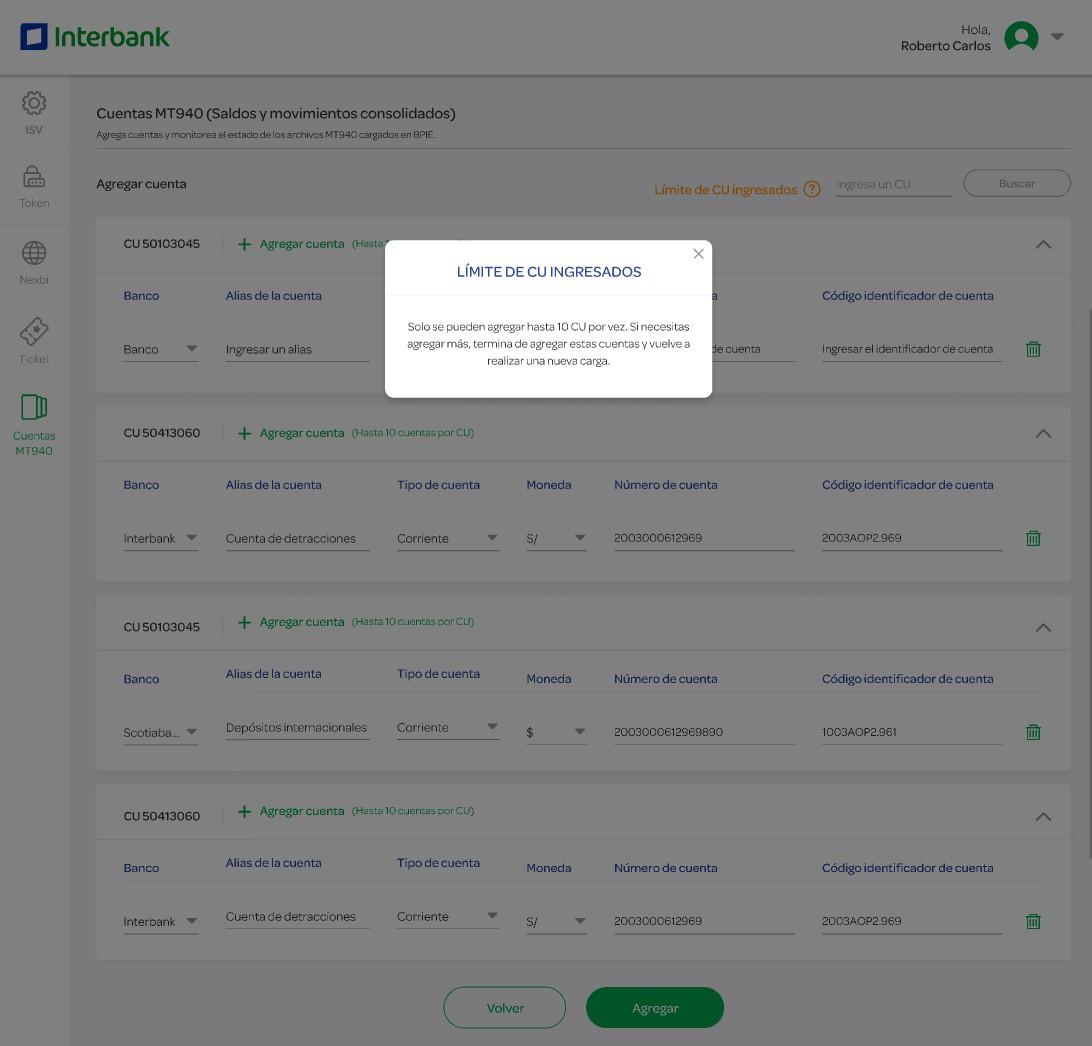 Interbank
Hola,
Roberto Carlos
ISV
Token
Nexbi
Ticket
Cuentas
MT940
Cuentas MT940 (Saldos y movimientos consolidados)
Agrega cuentas y monitorea el estado de los archivos MT940 cargados en BPIE.
Agregar cuenta
Límite de CU ingresados ?
Ingresa un CU
Buscar
CU 50103045
Agregar cuenta (Hasta
Banco Alias de la cuenta Código identificador de cuenta
Banco Ingresar un alias de cuenta Ingresar el identificador de cuenta
LÍMITE DE CU INGRESADOS
Solo se pueden agregar hasta 10 CU por vez. Si necesitas
agregar más, termina de agregar estas cuentas y vuelve a
realizar una nueva carga.
CU 50413060 Agregar cuenta (Hasta 10 cuentas por CU)
Banco Alias de la cuenta Tipo de cuenta Moneda Número de cuenta Código identificador de cuenta
Interbank Cuenta de detracciones Corriente S/ 2003000612969 2003AOP2.969
CU 50103045 Agregar cuenta (Hasta 10 cuentas por CU)
Banco Alias de la cuenta Tipo de cuenta Moneda Número de cuenta Código identificador de cuenta
Scotiaba... Depósitos internacionales Corriente $ 2003000612969890 1003AOP2.961
CU 50413060 Agregar cuenta (Hasta 10 cuentas por CU)
Banco Alias de la cuenta Tipo de cuenta Moneda Número de cuenta Código identificador de cuenta
Interbank Cuenta de detracciones Corriente S/ 2003000612969 2003AOP2.969
Volver
Agregar